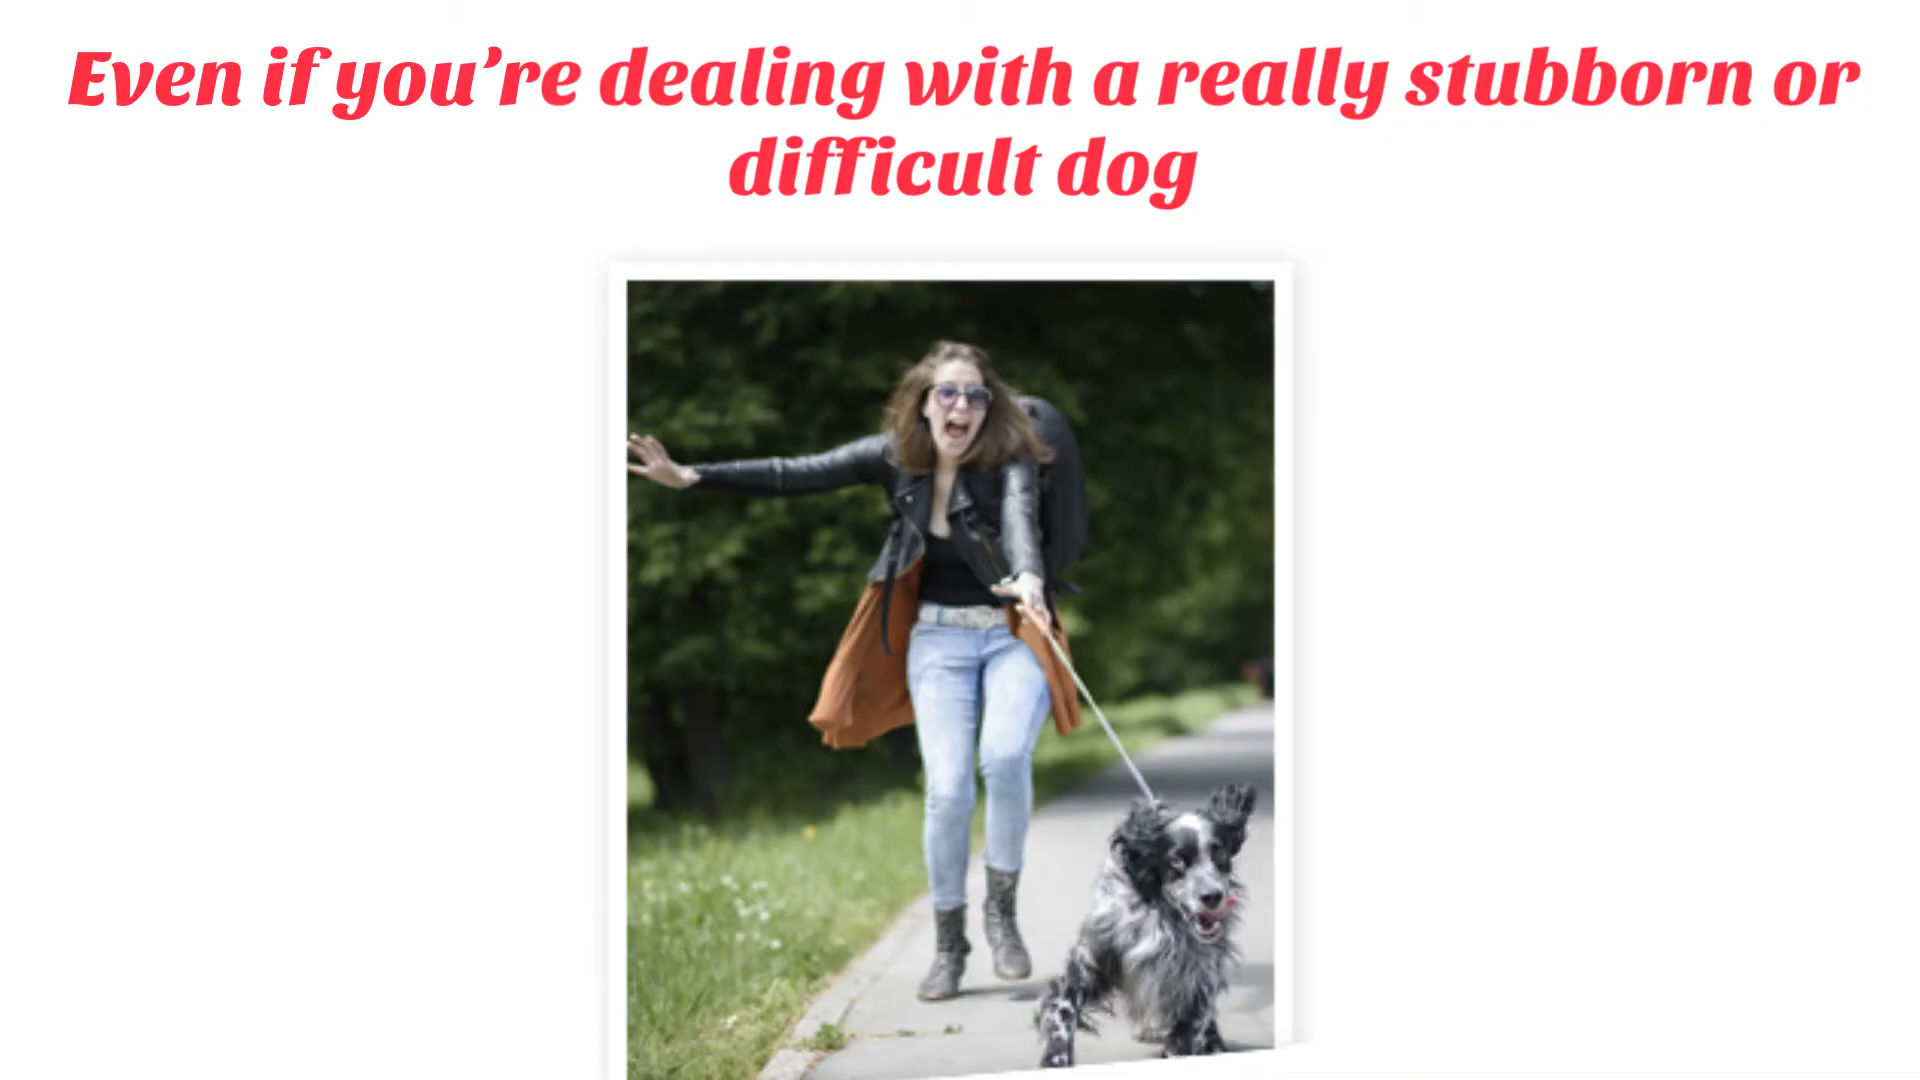 Even if you’re dealing with a really stubborn or
difficult dog